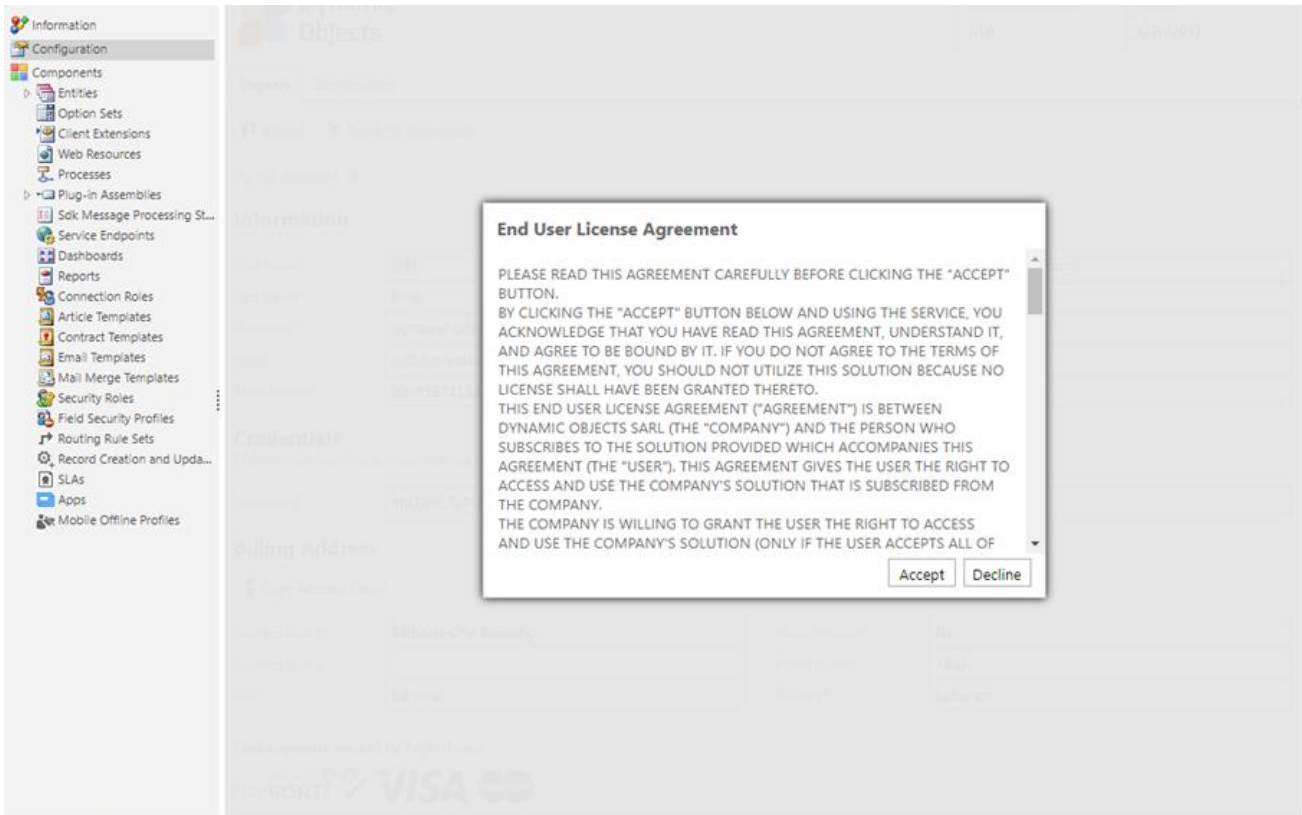 Information
Configuration
Components
Entities
Option Sets
Client Extensions
Web Resources
Processes
Plug-in Assemblies
Sdk Message Processing St...
Service Endpoints
Dashboards
Reports
Connection Roles
Article Templates
Contract Templates
Email Templates
Mail Merge Templates
Security Roles
Field Security Profiles
Routing Rule Sets
Record Creation and Upda...
SLAs
Apps
Mobile Offline Profiles
Objects
Information
Credentials
Billing Address
VISA
End User License Agreement
PLEASE READ THIS AGREEMENT CAREFULLY BEFORE CLICKING THE "ACCEPT"
BUTTON.
BY CLICKING THE "ACCEPT" BUTTON BELOW AND USING THE SERVICE, YOU
ACKNOWLEDGE THAT YOU HAVE READ THIS AGREEMENT, UNDERSTAND IT,
AND AGREE TO BE BOUND BY IT. IF YOU DO NOT AGREE TO THE TERMS OF
THIS AGREEMENT, YOU SHOULD NOT UTILIZE THIS SOLUTION BECAUSE NO
LICENSE SHALL HAVE BEEN GRANTED THERETO.
THIS END USER LICENSE AGREEMENT ("AGREEMENT") IS BETWEEN
DYNAMIC OBJECTS SARL (THE "COMPANY") AND THE PERSON WHO
SUBSCRIBES TO THE SOLUTION PROVIDED WHICH ACCOMPANIES THIS
AGREEMENT (THE "USER"). THIS AGREEMENT GIVES THE USER THE RIGHT TO
ACCESS AND USE THE COMPANY'S SOLUTION THAT IS SUBSCRIBED FROM
THE COMPANY.
THE COMPANY IS WILLING TO GRANT THE USER THE RIGHT TO ACCESS
AND USE THE COMPANY'S SOLUTION (ONLY IF THE USER ACCEPTS ALL OF
Accept Decline